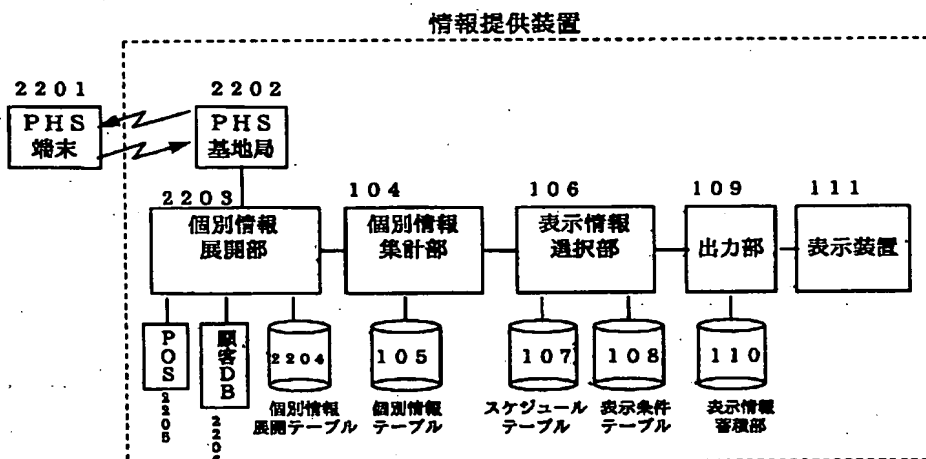 情報提供装置
2201
PHS
端末
2202
PHS
基地局
2203
個別情報
展開部
104
個別情報
集計部
106
表示情報
選択部
109
出力部
111
表示装置
POS
2205
顧客DB
2204
個別情報
展開テーブル
105
個別情報
テーブル
107
スケジュール
テーブル
108
表示条件
テーブル
110
表示情報
蓄積部